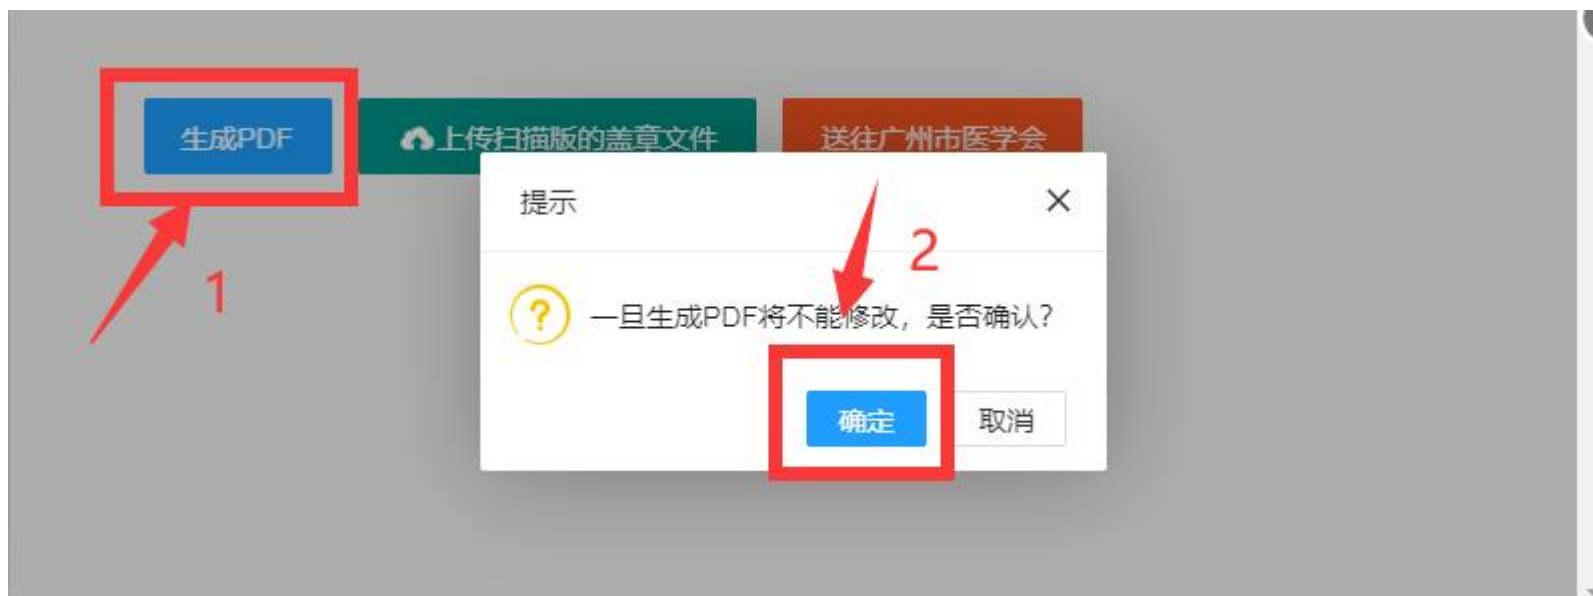 生成PDF
上传扫描版的盖章文件
送往广州市医学会
提示
1
2
一旦生成PDF将不能修改，是否确认？
确定
取消